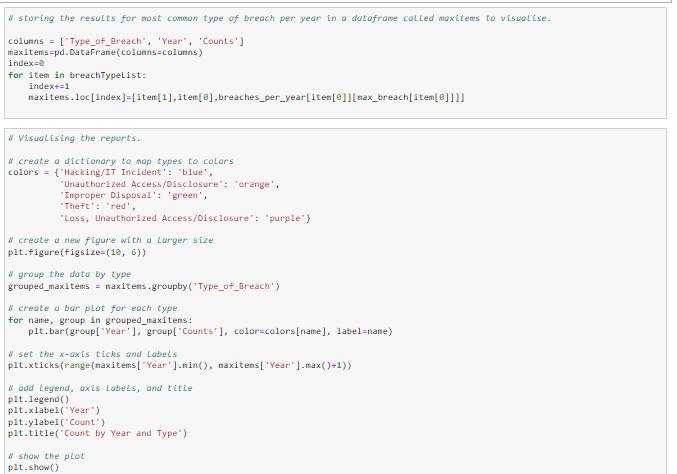 # storing the results for most common type of breach per year in a dataframe called maxitems to visualise.
columns = ['Type_of_Breach', 'Year', 'Counts']
maxitems=pd.DataFrame(columns=columns)
index=0
for item in breachTypeList:
    index+=1
    maxitems.loc[index]=[item[1],item[0],breaches_per_year[item[0]][max_breach[item[0]]]]
# Visualising the reports.
# create a dictionary to map types to colors
colors = {'Hacking/IT Incident': 'blue',
          'Unauthorized Access/Disclosure': 'orange',
          'Improper Disposal': 'green',
          'Theft': 'red',
          'Loss, Unauthorized Access/Disclosure': 'purple'}
# create a new figure with a larger size
plt.figure(figsize=(10, 6))
# group the data by type
grouped_maxitems = maxitems.groupby('Type_of_Breach')
# create a bar plot for each type
for name, group in grouped_maxitems:
    plt.bar(group['Year'], group['Counts'], color=colors[name], label=name)
# set the x-axis ticks and labels
plt.xticks(range(maxitems['Year'].min(), maxitems['Year'].max()+1))
# add legend, axis labels, and title
plt.legend()
plt.xlabel('Year')
plt.ylabel('Count')
plt.title('Count by Year and Type')
# show the plot
plt.show()